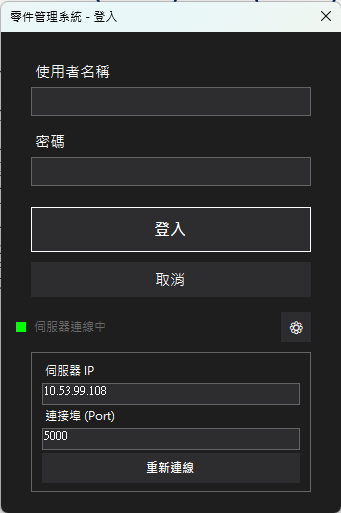 零件管理系統 - 登入
使用者名稱
密碼
登入
取消
伺服器連線中
伺服器 IP
10.53.99.108
連接埠 (Port)
5000
重新連線